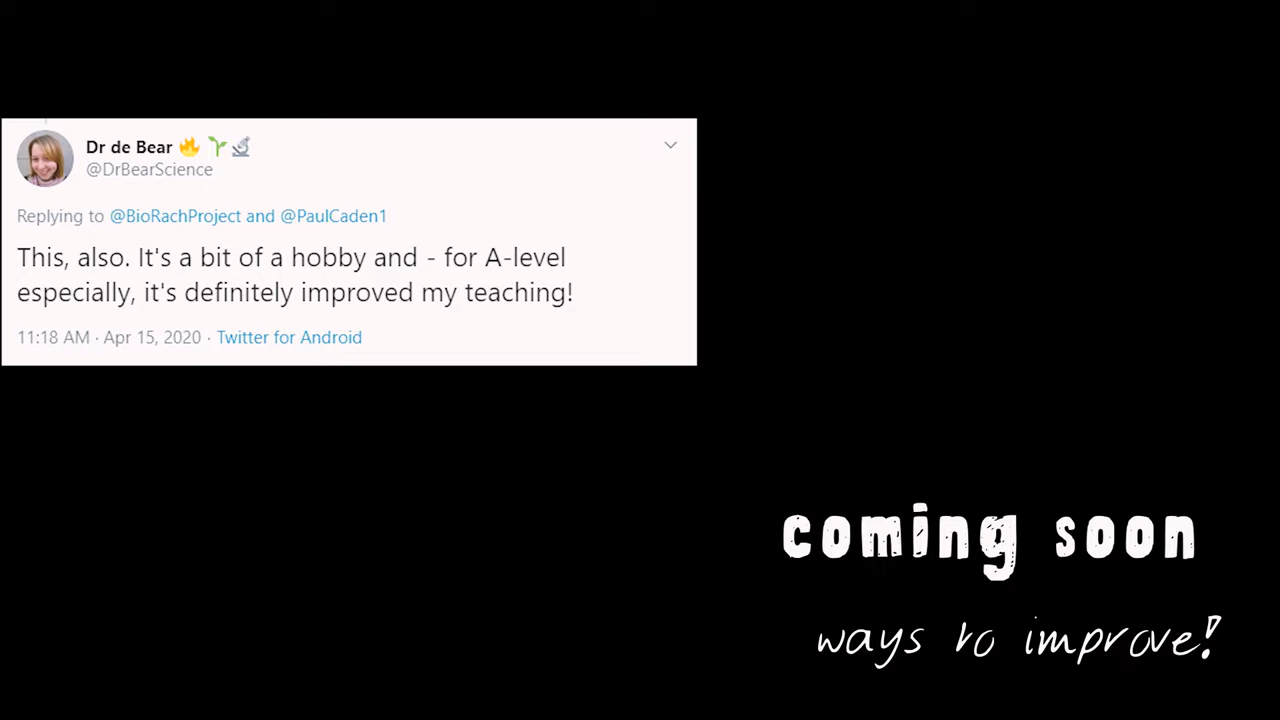 Dr de Bear 🔥 🌱 🔬
@DrBearScience
Replying to @BioRachProject and @PaulCaden1
This, also. It's a bit of a hobby and - for A-level
especially, it's definitely improved my teaching!
11:18 AM · Apr 15, 2020 · Twitter for Android
coming soon
ways to improve!